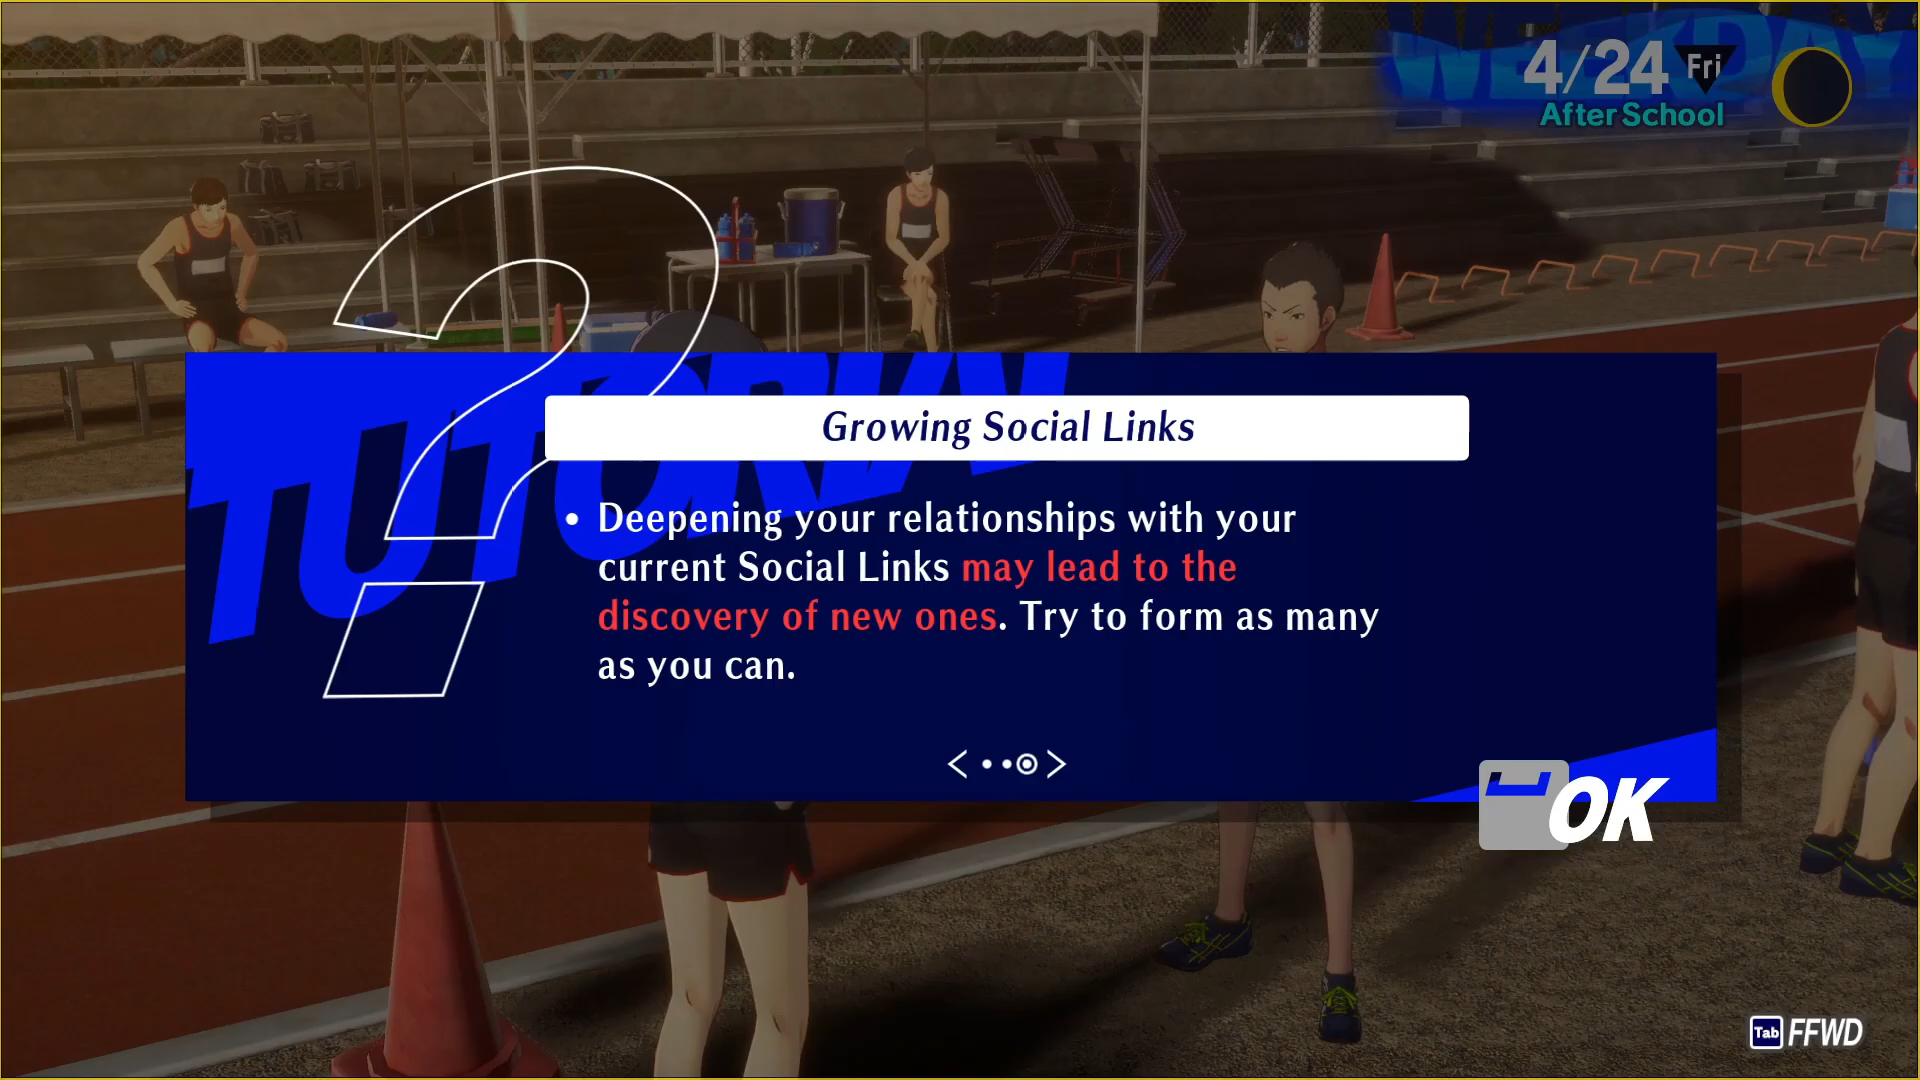 WEEKDAY
4/24 Fri
After School
TUTORIAL
Growing Social Links
• Deepening your relationships with your
current Social Links may lead to the
discovery of new ones. Try to form as many
as you can.
OK
Tab FFWD